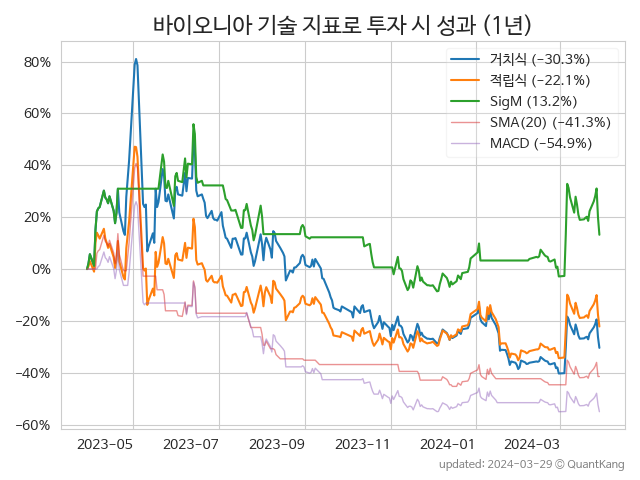 바이오니아 기술 지표로 투자 시 성과 (1년)
거치식 (−30.3%)
적립식 (−22.1%)
SigM (13.2%)
SMA(20) (−41.3%)
MACD (−54.9%)
80%
60%
40%
20%
0%
−20%
−40%
−60%
2023−05 2023−07 2023−09 2023−11 2024−01 2024−03
updated: 2024−03−29 © QuantKang